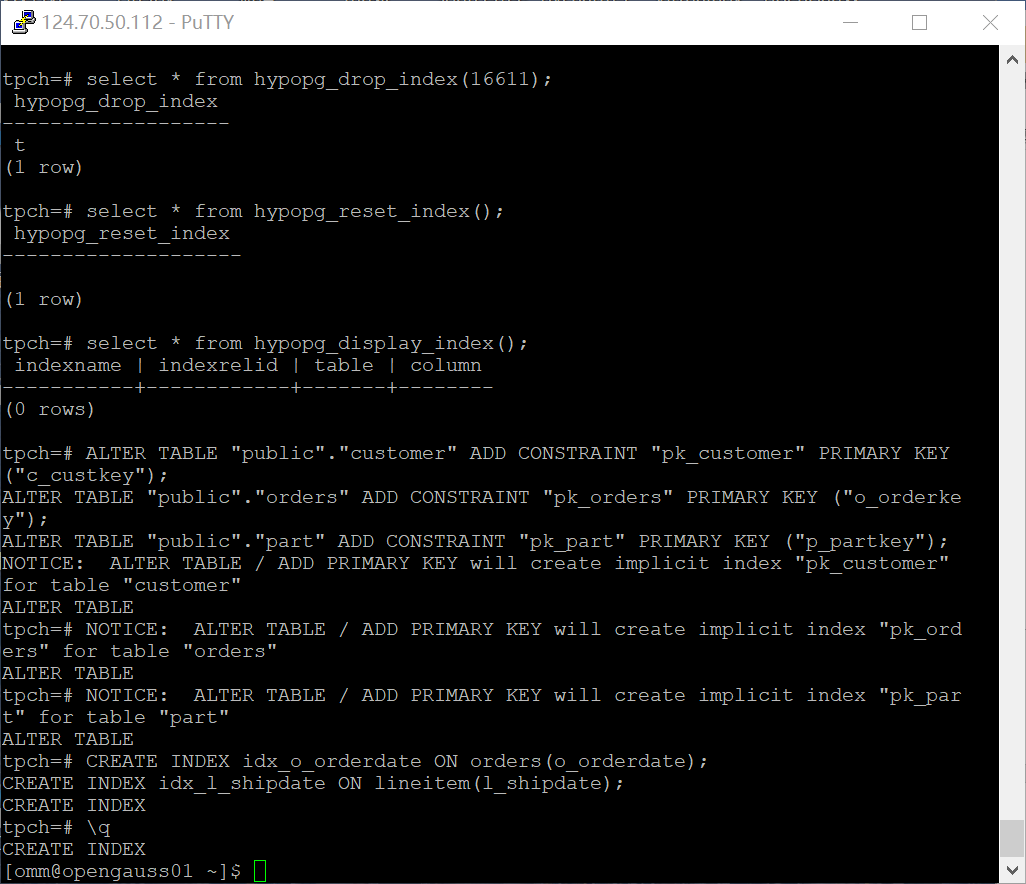 124.70.50.112 - PuTTY
tpch=# select * from hypopg_drop_index(16611);
 hypopg_drop_index
-------------------
 t
(1 row)
tpch=# select * from hypopg_reset_index();
 hypopg_reset_index
--------------------
(1 row)
tpch=# select * from hypopg_display_index();
 indexname | indexrelid | table | column
-----------+------------+-------+--------
(0 rows)
tpch=# ALTER TABLE "public"."customer" ADD CONSTRAINT "pk_customer" PRIMARY KEY
("c_custkey");
ALTER TABLE "public"."orders" ADD CONSTRAINT "pk_orders" PRIMARY KEY ("o_orderke
y");
ALTER TABLE "public"."part" ADD CONSTRAINT "pk_part" PRIMARY KEY ("p_partkey");
NOTICE:  ALTER TABLE / ADD PRIMARY KEY will create implicit index "pk_customer"
for table "customer"
ALTER TABLE
tpch=# NOTICE:  ALTER TABLE / ADD PRIMARY KEY will create implicit index "pk_ord
ers" for table "orders"
ALTER TABLE
tpch=# NOTICE:  ALTER TABLE / ADD PRIMARY KEY will create implicit index "pk_par
t" for table "part"
ALTER TABLE
tpch=# CREATE INDEX idx_o_orderdate ON orders(o_orderdate);
CREATE INDEX idx_l_shipdate ON lineitem(l_shipdate);
CREATE INDEX
tpch=# \q
CREATE INDEX
[omm@opengauss01 ~]$